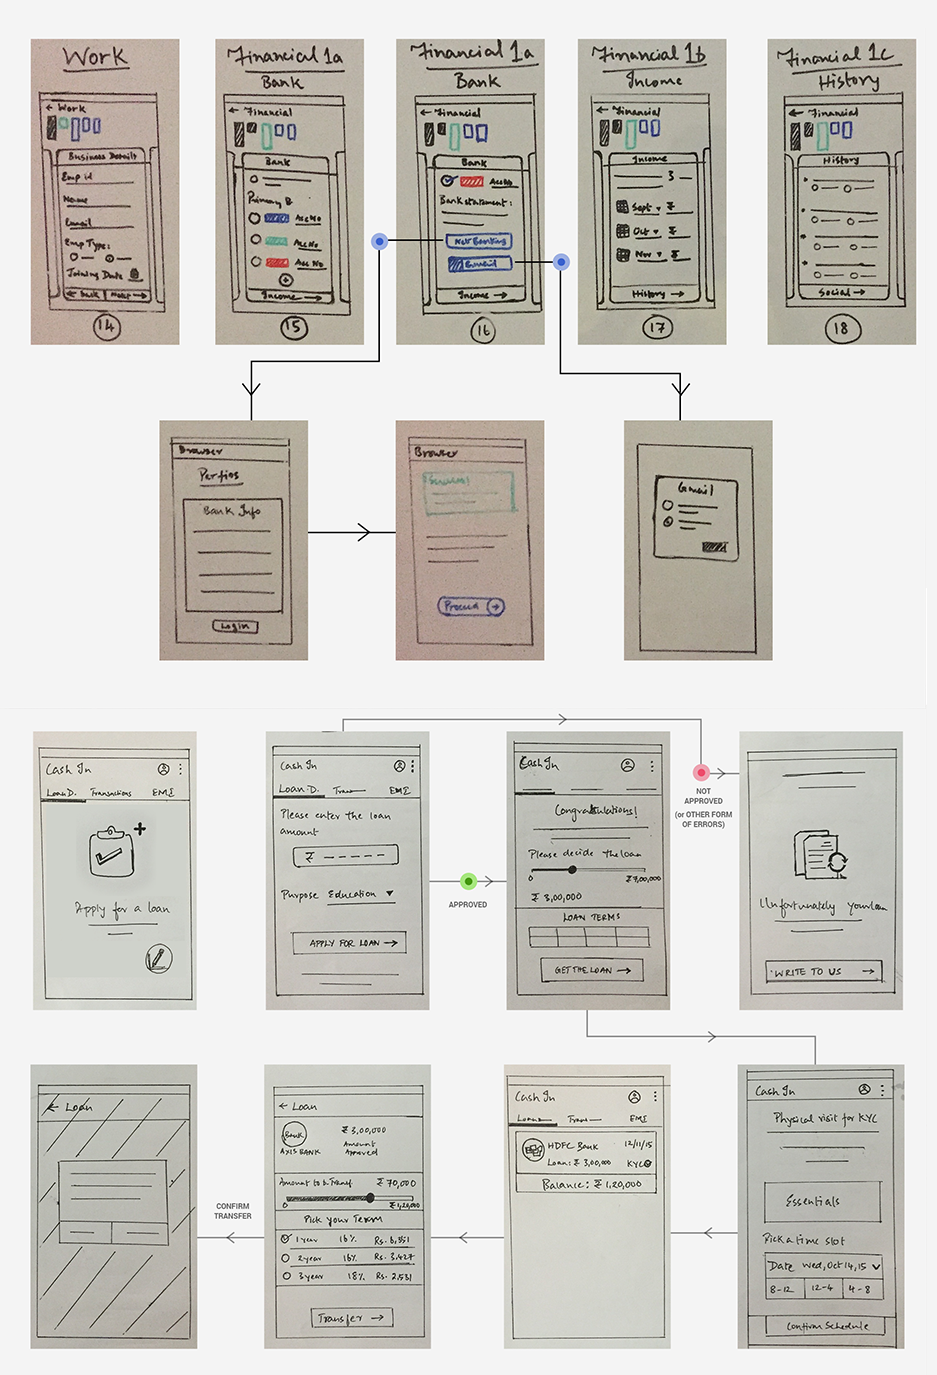 Work
← Work
Business Details
Emp id
Name
Email
Emp Type:
Joining Date
← Back
Next →
14
Financial 1a
Bank
← Financial
Bank
Primary B
Acc No
Acc No
Acc No
Income →
15
Financial 1a
Bank
← Financial
Bank
Acc No
Bank statement:
Net Banking
Email
Income →
16
Financial 1b
Income
← Financial
Income
3
Sept ₹
Oct ₹
Nov ₹
History →
17
Financial 1c
History
← Financial
History
Social →
18
Browser
Perfios
Bank Info
Login
Browser
Proceed →
Gmail
Cash In
Loan D. Transactions EMI
Apply for a loan
Cash In
Loan D. EMI
Please enter the loan
amount
₹ – – – – –
Purpose Education ▼
APPLY FOR LOAN →
APPROVED
Cash In
Congratulations!
Please decide the loan
0 ₹7,00,000
₹ 3,00,000
LOAN TERMS
GET THE LOAN →
NOT
APPROVED
(or OTHER FORM
OF ERRORS)
Unfortunately your loan
WRITE TO US →
← Loan
CONFIRM
TRANSFER
← Loan
Bank
AXIS BANK
₹ 3,00,000
Amount
Approved
₹ 70,000
0 ₹1,20,000
Pick your Term
1 year 16% Rs. 6,351
2 year 16% Rs. 3,427
3 year 18% Rs. 2,531
Transfer →
Cash In
EMI
HDFC Bank 12/11/15
Loan: ₹ 3,00,000 KYC
Balance: ₹ 1,20,000
Cash In
Physical visit for KYC
Essentials
Pick a time slot
Date Wed, Oct 14, 15
8-12 12-4 4-8
Confirm Schedule